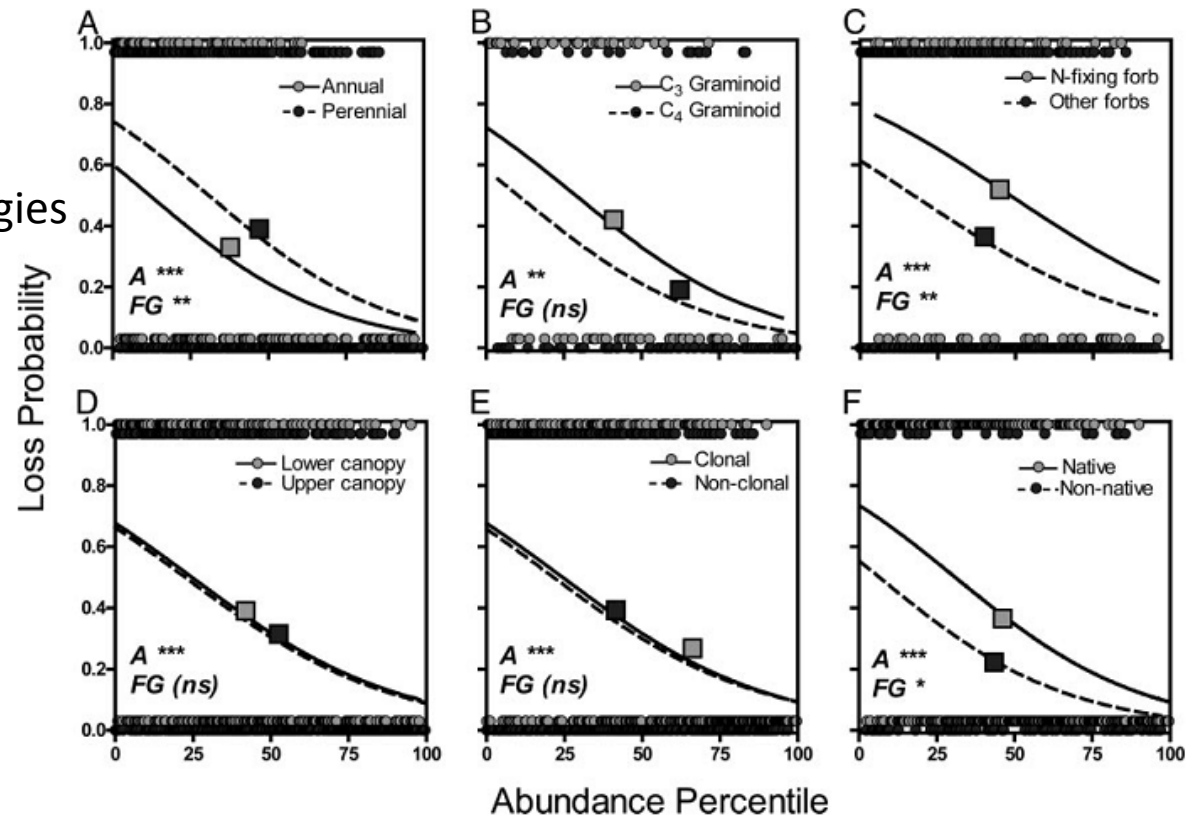 A
1.0
0.8
0.6
0.4
0.2
0.0
Annual
Perennial
A ***
FG **
B
C3 Graminoid
C4 Graminoid
A **
FG (ns)
C
N-fixing forb
Other forbs
A ***
FG **
gies
Loss Probability
D
1.0
0.8
0.6
0.4
0.2
0.0
Lower canopy
Upper canopy
A ***
FG (ns)
0 25 50 75 100
E
Clonal
Non-clonal
A ***
FG (ns)
0 25 50 75 100
F
Native
Non-native
A ***
FG *
0 25 50 75 100
Abundance Percentile